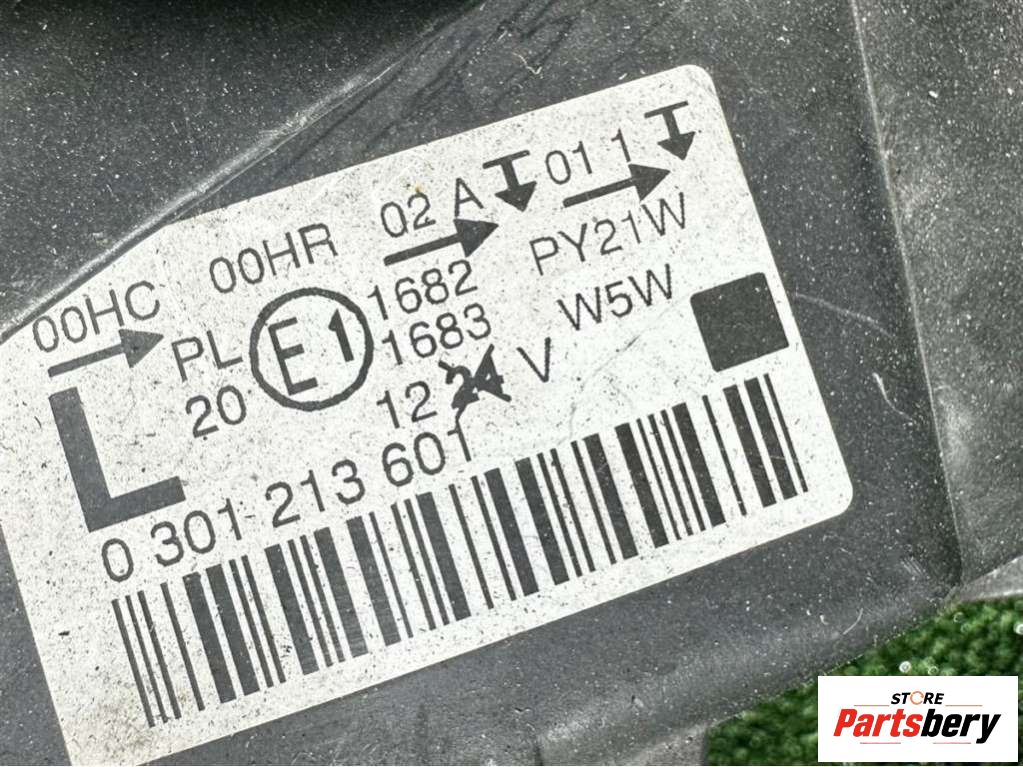 00HC 00HR 02 A 01 1
PL E1 1682 PY21W
20 1683 W5W
12 24 V
L
0 301 213 601
STORE
Partsbery